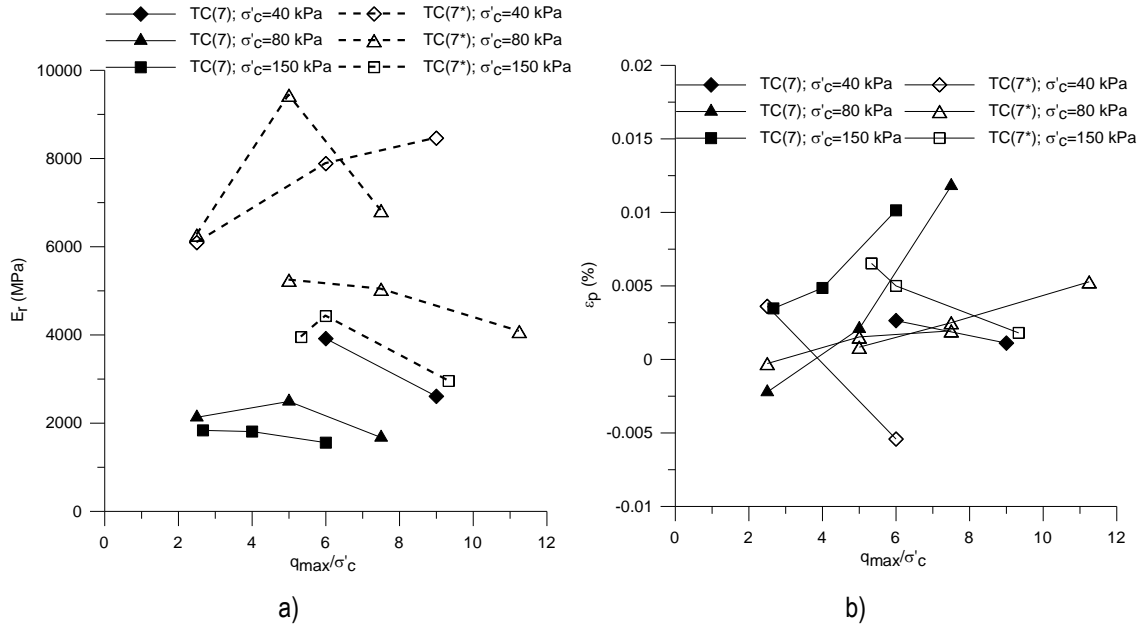 TC(7); σ'c=40 kPa TC(7*); σ'c=40 kPa
TC(7); σ'c=80 kPa TC(7*); σ'c=80 kPa
TC(7); σ'c=150 kPa TC(7*); σ'c=150 kPa
10000
8000
6000
4000
2000
0
Er (MPa)
0 2 4 6 8 10 12
qmax/σ'c
a)
TC(7); σ'c=40 kPa TC(7*); σ'c=40 kPa
TC(7); σ'c=80 kPa TC(7*); σ'c=80 kPa
TC(7); σ'c=150 kPa TC(7*); σ'c=150 kPa
0.02
0.015
0.01
0.005
0
-0.005
-0.01
εp (%)
0 2 4 6 8 10 12
qmax/σ'c
b)